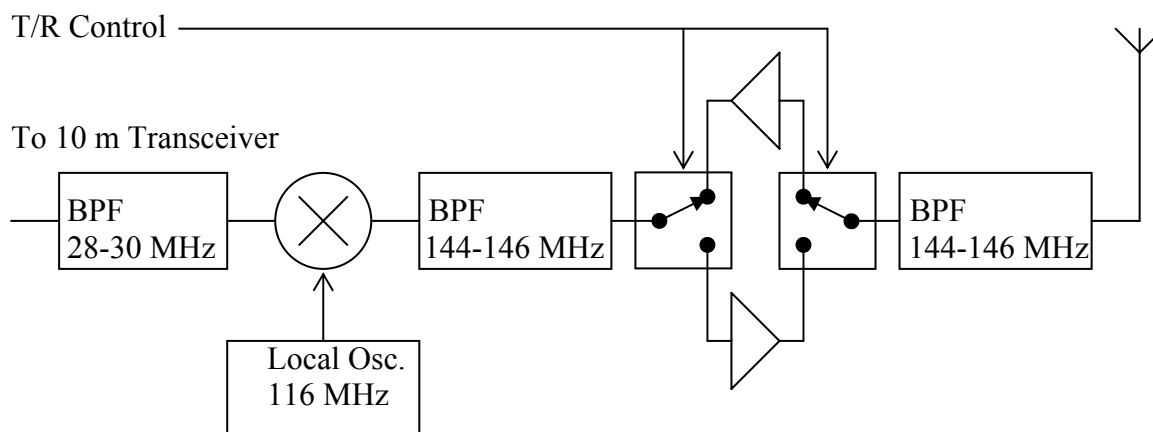 T/R Control
To 10 m Transceiver
BPF
28-30 MHz
BPF
144-146 MHz
BPF
144-146 MHz
Local Osc.
116 MHz